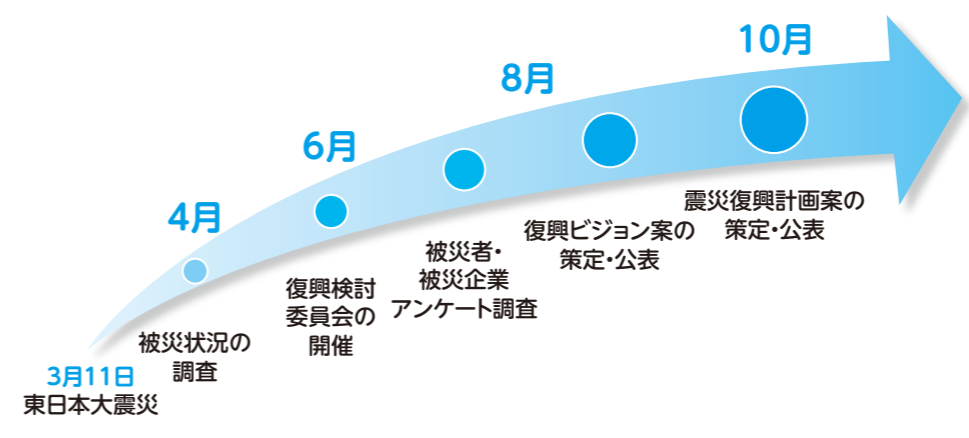 3月11日
東日本大震災
4月
被災状況の
調査
6月
復興検討
委員会の
開催
被災者・
被災企業
アンケート調査
8月
復興ビジョン案の
策定・公表
10月
震災復興計画案の
策定・公表